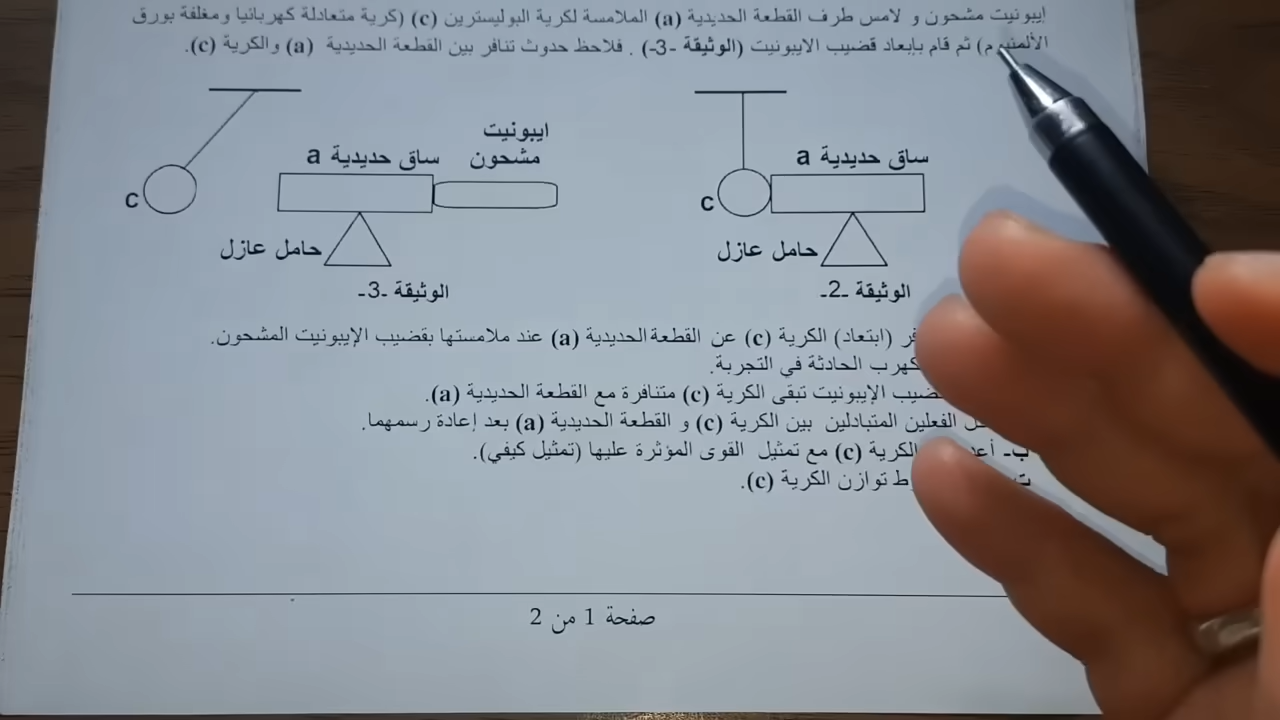 إيبونيت مشحون و لامس طرف القطعة الحديدية (a) الملامسة لكرية البوليسترين (c) (كرية متعادلة كهربائيا ومغلفة بورق
م) ثم قام بإبعاد قضيب الايبونيت (الوثيقة -3-) . فلاحظ حدوث تنافر بين القطعة الحديدية (a) والكرية (c).
ايبونيت
مشحون
ساق حديدية a
ساق حديدية a
c
c
حامل عازل
حامل عازل
الوثيقة -2-
الوثيقة -3-
(ابتعاد) الكرية (c) عن القطعة الحديدية (a) عند ملامستها بقضيب الإيبونيت المشحون.
الحادثة في التجربة.
الإيبونيت تبقى الكرية (c) متنافرة مع القطعة الحديدية (a).
الفعلين المتبادلين بين الكرية (c) و القطعة الحديدية (a) بعد إعادة رسمهما.
ب- الكرية (c) مع تمثيل القوى المؤثرة عليها (تمثيل كيفي).
توازن الكرية (c).
صفحة 1 من 2